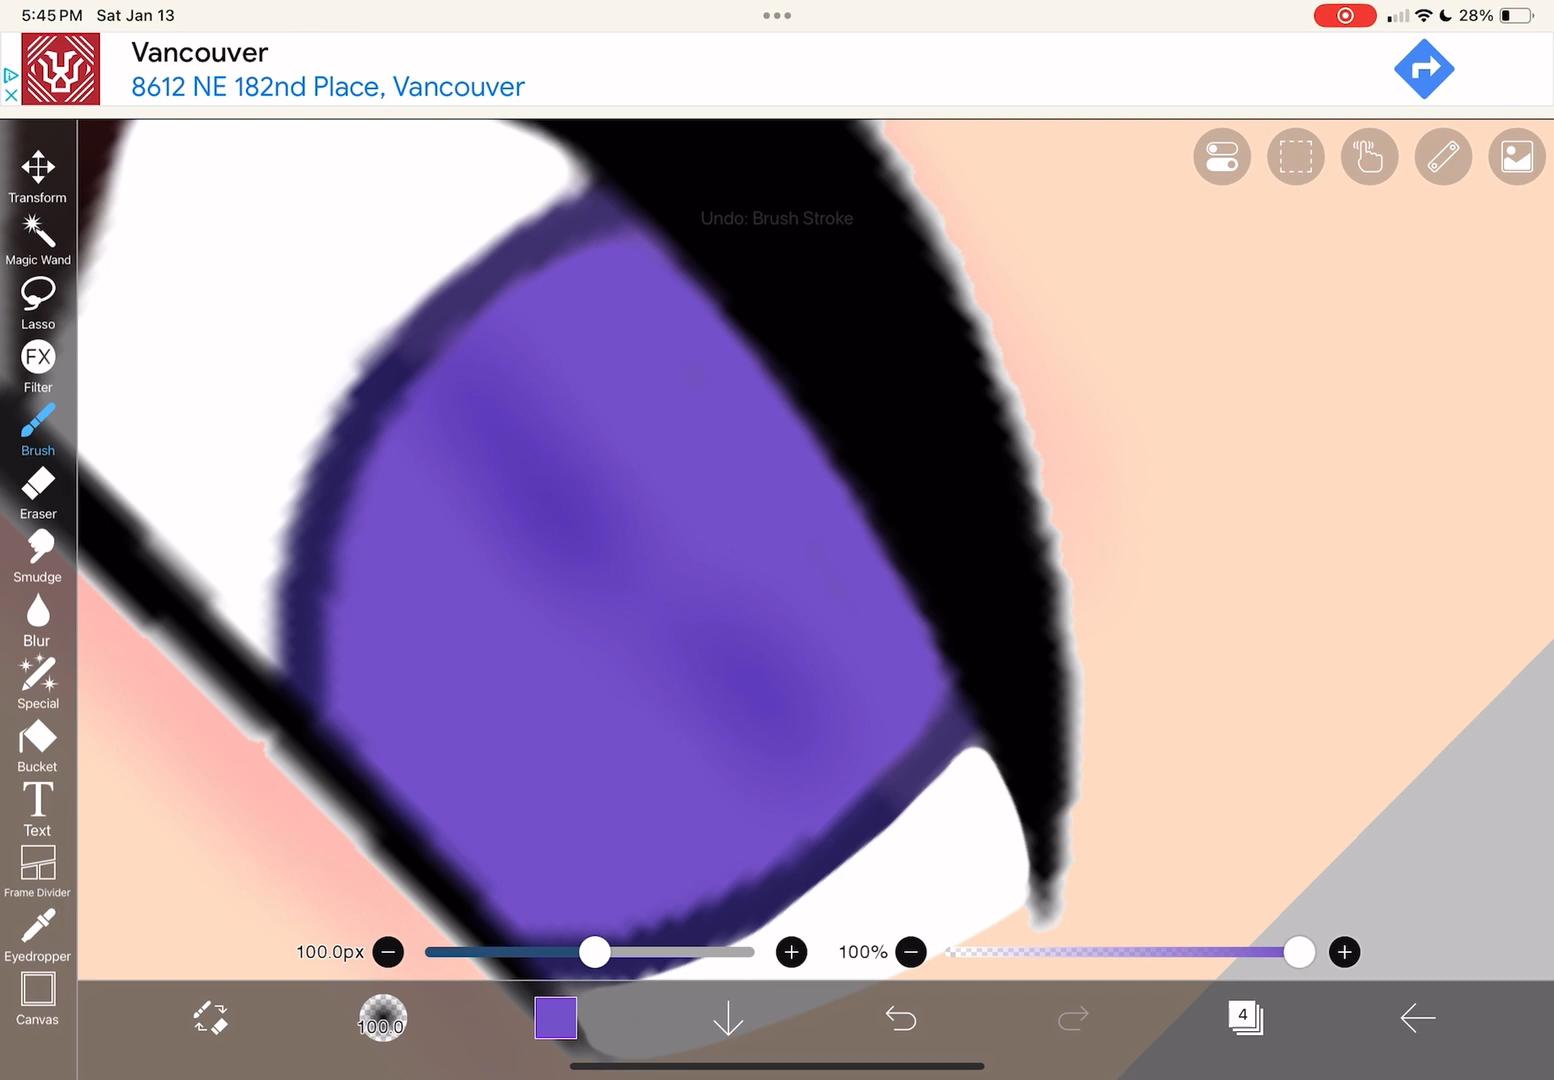 5:45 PM Sat Jan 13
28%
Vancouver
8612 NE 182nd Place, Vancouver
Transform
Undo: Brush Stroke
Magic Wand
Lasso
FX
Filter
Brush
Eraser
Smudge
Blur
Special
Bucket
T
Text
Frame Divider
Eyedropper
100.0px
100%
Canvas
100.0
4